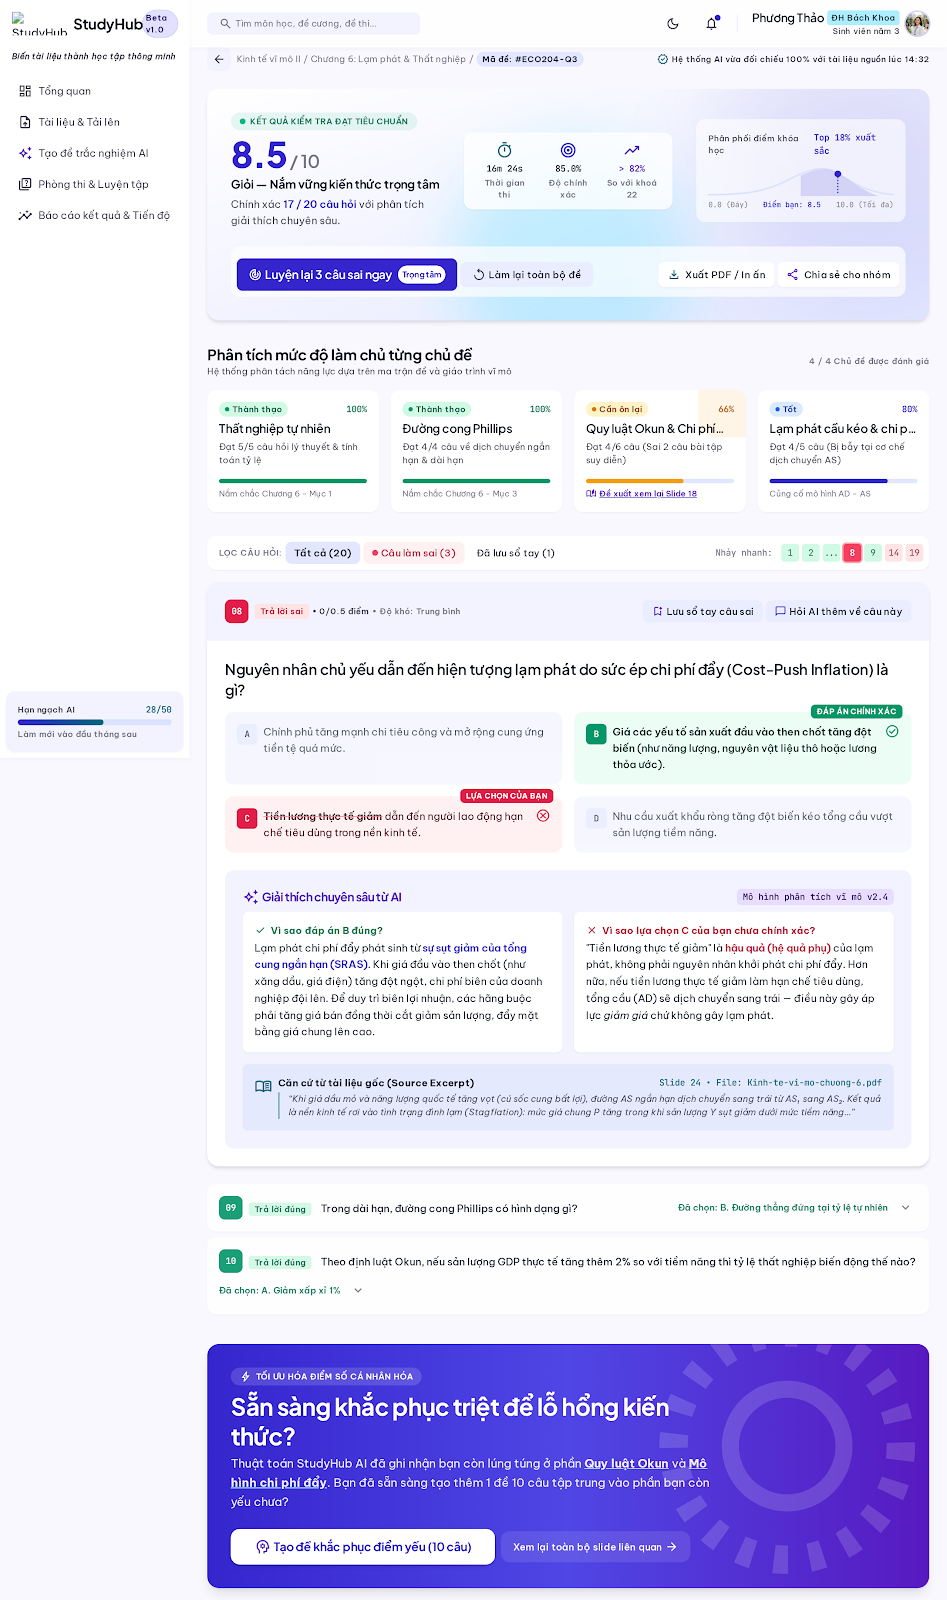 StudyHub
StudyHub
Beta v1.0
Biến tài liệu thành học tập thông minh
Tổng quan
Tài liệu & Tải lên
Tạo đề trắc nghiệm AI
Phòng thi & Luyện tập
Báo cáo kết quả & Tiến độ
Hạn ngạch AI 28/50
Làm mới vào đầu tháng sau
Tìm môn học, đề cương, đề thi...
Phương Thảo ĐH Bách Khoa
Sinh viên năm 3
Kinh tế vĩ mô II / Chương 6: Lạm phát & Thất nghiệp / Mã đề: #ECO204-Q3
Hệ thống AI vừa đối chiếu 100% với tài liệu nguồn lúc 14:32
KẾT QUẢ KIỂM TRA ĐẠT TIÊU CHUẨN
8.5 / 10
Giỏi — Nắm vững kiến thức trọng tâm
Chính xác 17 / 20 câu hỏi với phân tích
giải thích chuyên sâu.
16m 24s
Thời gian
thi
85.0%
Độ chính
xác
> 82%
So với khoá
22
Phân phối điểm khóa
học
Top 18% xuất
sắc
0.0 (Đáy) Điểm bạn: 8.5 10.0 (Tối đa)
Luyện lại 3 câu sai ngay Trọng tâm
Làm lại toàn bộ đề
Xuất PDF / In ấn
Chia sẻ cho nhóm
Phân tích mức độ làm chủ từng chủ đề
Hệ thống phân tách năng lực dựa trên ma trận đề và giáo trình vĩ mô
4 / 4 Chủ đề được đánh giá
Thành thạo 100%
Thất nghiệp tự nhiên
Đạt 5/5 câu hỏi lý thuyết & tính
toán tỷ lệ
Nắm chắc Chương 6 - Mục 1
Thành thạo 100%
Đường cong Phillips
Đạt 4/4 câu về dịch chuyển ngắn
hạn & dài hạn
Nắm chắc Chương 6 - Mục 3
Cần ôn lại 66%
Quy luật Okun & Chi phí...
Đạt 4/6 câu (Sai 2 câu bài tập
suy diễn)
Đề xuất xem lại Slide 18
Tốt 80%
Lạm phát cầu kéo & chi p...
Đạt 4/5 câu (Bị bẫy tại cơ chế
dịch chuyển AS)
Củng cố mô hình AD - AS
LỌC CÂU HỎI: Tất cả (20) Câu làm sai (3) Đã lưu sổ tay (1)
Nhảy nhanh: 1 2 ... 8 9 14 19
08 Trả lời sai • 0/0.5 điểm • Độ khó: Trung bình
Lưu sổ tay câu sai
Hỏi AI thêm về câu này
Nguyên nhân chủ yếu dẫn đến hiện tượng lạm phát do sức ép chi phí đẩy (Cost-Push Inflation) là
gì?
A Chính phủ tăng mạnh chi tiêu công và mở rộng cung ứng
tiền tệ quá mức.
ĐÁP ÁN CHÍNH XÁC
B Giá các yếu tố sản xuất đầu vào then chốt tăng đột
biến (như năng lượng, nguyên vật liệu thô hoặc lương
thỏa ước).
LỰA CHỌN CỦA BẠN
C Tiền lương thực tế giảm dẫn đến người lao động hạn
chế tiêu dùng trong nền kinh tế.
D Nhu cầu xuất khẩu ròng tăng đột biến kéo tổng cầu vượt
sản lượng tiềm năng.
Giải thích chuyên sâu từ AI
Mô hình phân tích vĩ mô v2.4
Vì sao đáp án B đúng?
Lạm phát chi phí đẩy phát sinh từ sự sụt giảm của tổng
cung ngắn hạn (SRAS). Khi giá đầu vào then chốt (như
xăng dầu, giá điện) tăng đột ngột, chi phí biên của doanh
nghiệp đội lên. Để duy trì biên lợi nhuận, các hãng buộc
phải tăng giá bán đồng thời cắt giảm sản lượng, đẩy mặt
bằng giá chung lên cao.
Vì sao lựa chọn C của bạn chưa chính xác?
"Tiền lương thực tế giảm" là hậu quả (hệ quả phụ) của lạm
phát, không phải nguyên nhân khởi phát chi phí đẩy. Hơn
nữa, nếu tiền lương thực tế giảm làm hạn chế tiêu dùng,
tổng cầu (AD) sẽ dịch chuyển sang trái — điều này gây áp
lực giảm giá chứ không gây lạm phát.
Căn cứ từ tài liệu gốc (Source Excerpt)
Slide 24 • File: Kinh-te-vi-mo-chuong-6.pdf
"Khi giá dầu mỏ và năng lượng quốc tế tăng vọt (cú sốc cung bất lợi), đường AS ngắn hạn dịch chuyển sang trái từ AS₁ sang AS₂. Kết quả
là nền kinh tế rơi vào tình trạng đình lạm (Stagflation): mức giá chung P tăng trong khi sản lượng Y sụt giảm dưới mức tiềm năng..."
09 Trả lời đúng Trong dài hạn, đường cong Phillips có hình dạng gì?
Đã chọn: B. Đường thẳng đứng tại tỷ lệ tự nhiên
10 Trả lời đúng Theo định luật Okun, nếu sản lượng GDP thực tế tăng thêm 2% so với tiềm năng thì tỷ lệ thất nghiệp biến động thế nào?
Đã chọn: A. Giảm xấp xỉ 1%
TỐI ƯU HÓA ĐIỂM SỐ CÁ NHÂN HÓA
Sẵn sàng khắc phục triệt để lỗ hổng kiến
thức?
Thuật toán StudyHub AI đã ghi nhận bạn còn lúng túng ở phần Quy luật Okun và Mô
hình chi phí đẩy. Bạn đã sẵn sàng tạo thêm 1 đề 10 câu tập trung vào phần bạn còn
yếu chưa?
Tạo đề khắc phục điểm yếu (10 câu)
Xem lại toàn bộ slide liên quan